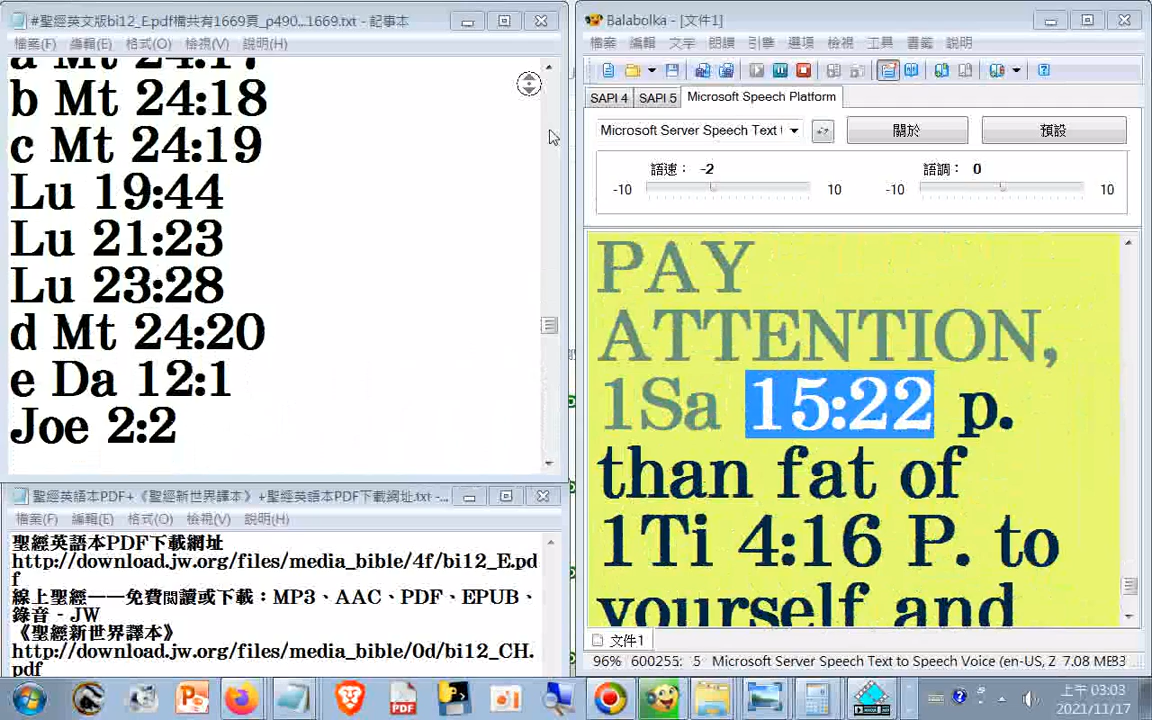 #聖經英文版bi12_E.pdf檔共有1669頁_p490...1669.txt - 記事本
檔案(F) 編輯(E) 格式(O) 檢視(V) 說明(H)
a Mt 24:17
b Mt 24:18
c Mt 24:19
Lu 19:44
Lu 21:23
Lu 23:28
d Mt 24:20
e Da 12:1
Joe 2:2
聖經英語本PDF+《聖經新世界譯本》+聖經英語本PDF下載網址.txt - ...
檔案(F) 編輯(E) 格式(O) 檢視(V) 說明(H)
聖經英語本PDF下載網址
http://download.jw.org/files/media_bible/4f/bi12_E.pd
f
線上聖經——免費閱讀或下載：MP3、AAC、PDF、EPUB、
錄音 - JW
《聖經新世界譯本》
http://download.jw.org/files/media_bible/0d/bi12_CH.
pdf
Balabolka - [文件1]
檔案 編輯 文字 朗讀 引擎 選項 檢視 工具 書籤 說明
SAPI 4 SAPI 5 Microsoft Speech Platform
Microsoft Server Speech Text t
關於 預設
語速： -2 語調： 0
-10 10 -10 10
PAY
ATTENTION,
1Sa 15:22 p.
than fat of
1Ti 4:16 P. to
yourself and
文件1
96% 600255: 5 Microsoft Server Speech Text to Speech Voice (en-US, Z 7.08 MB
上午 03:03
2021/11/17